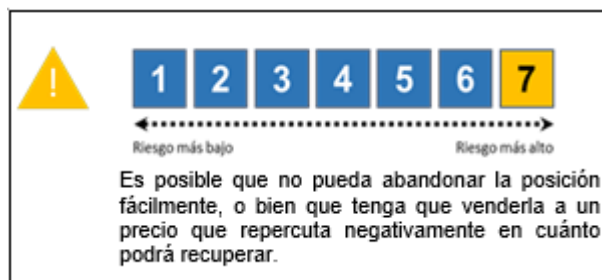 !
1 2 3 4 5 6 7
Riesgo más bajo Riesgo más alto
Es posible que no pueda abandonar la posición
fácilmente, o bien que tenga que venderla a un
precio que repercuta negativamente en cuánto
podrá recuperar.